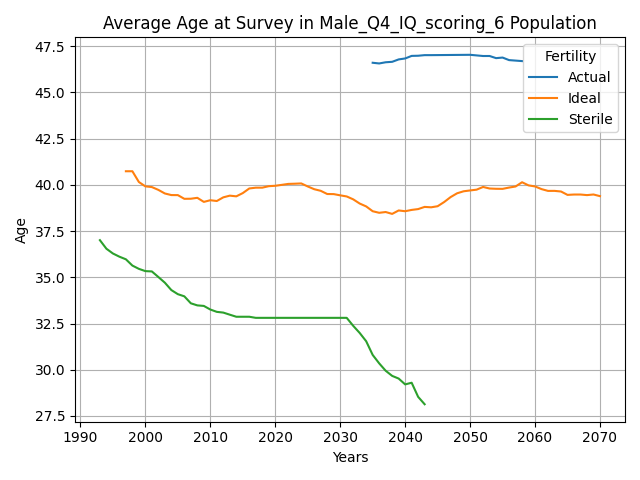 Average Age at Survey in Male_Q4_IQ_scoring_6 Population
Fertility
Actual
Ideal
Sterile
Age
47.5
45.0
42.5
40.0
37.5
35.0
32.5
30.0
27.5
1990 2000 2010 2020 2030 2040 2050 2060 2070
Years